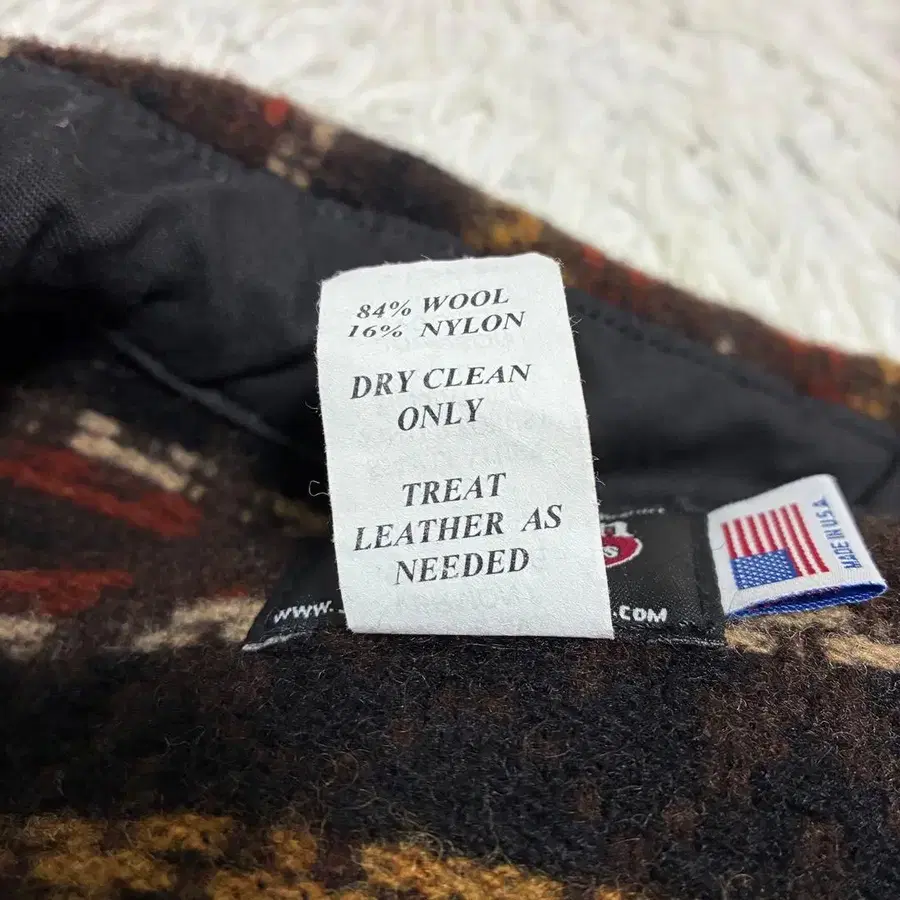 84% WOOL
16% NYLON
DRY CLEAN
ONLY
TREAT
LEATHER AS
NEEDED
www.
.COM
MADE IN U.S.A.